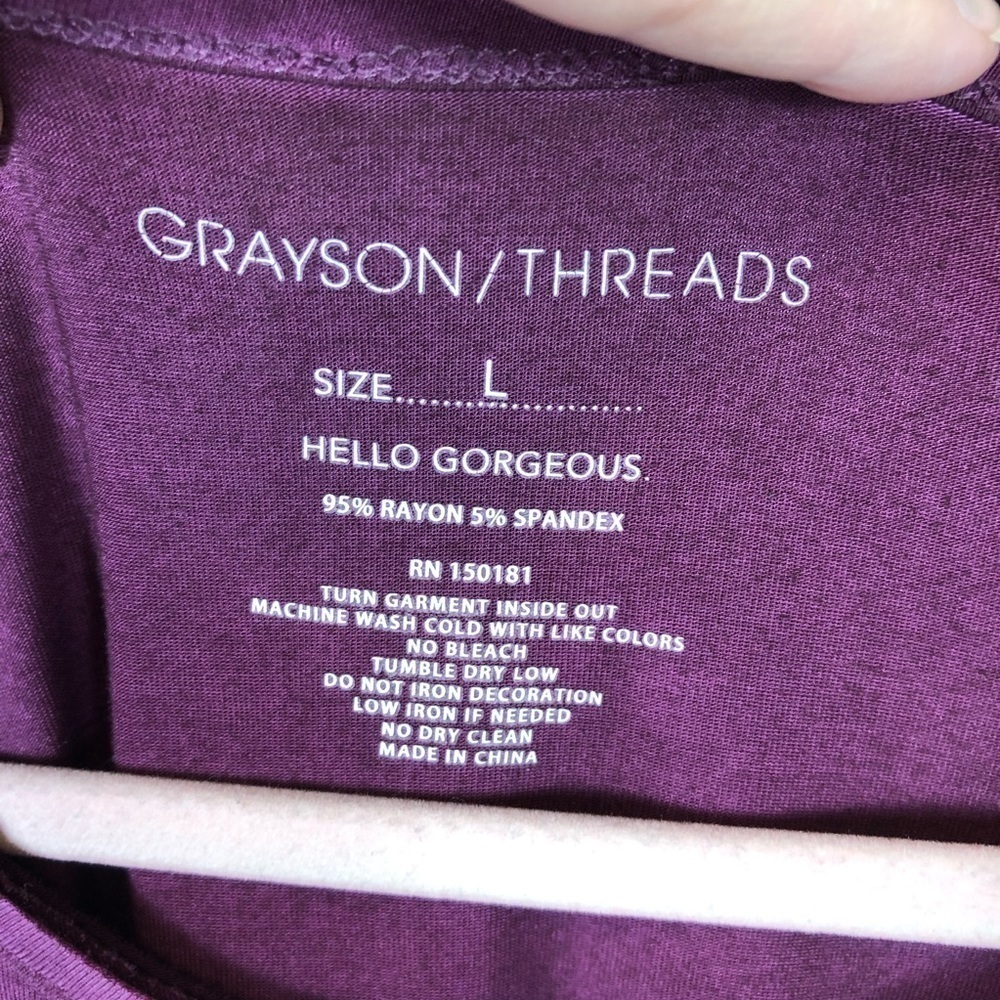 GRAYSON/THREADS
SIZE.......L..............
HELLO GORGEOUS.
95% RAYON 5% SPANDEX
RN 150181
TURN GARMENT INSIDE OUT
MACHINE WASH COLD WITH LIKE COLORS
NO BLEACH
TUMBLE DRY LOW
DO NOT IRON DECORATION
LOW IRON IF NEEDED
NO DRY CLEAN
MADE IN CHINA